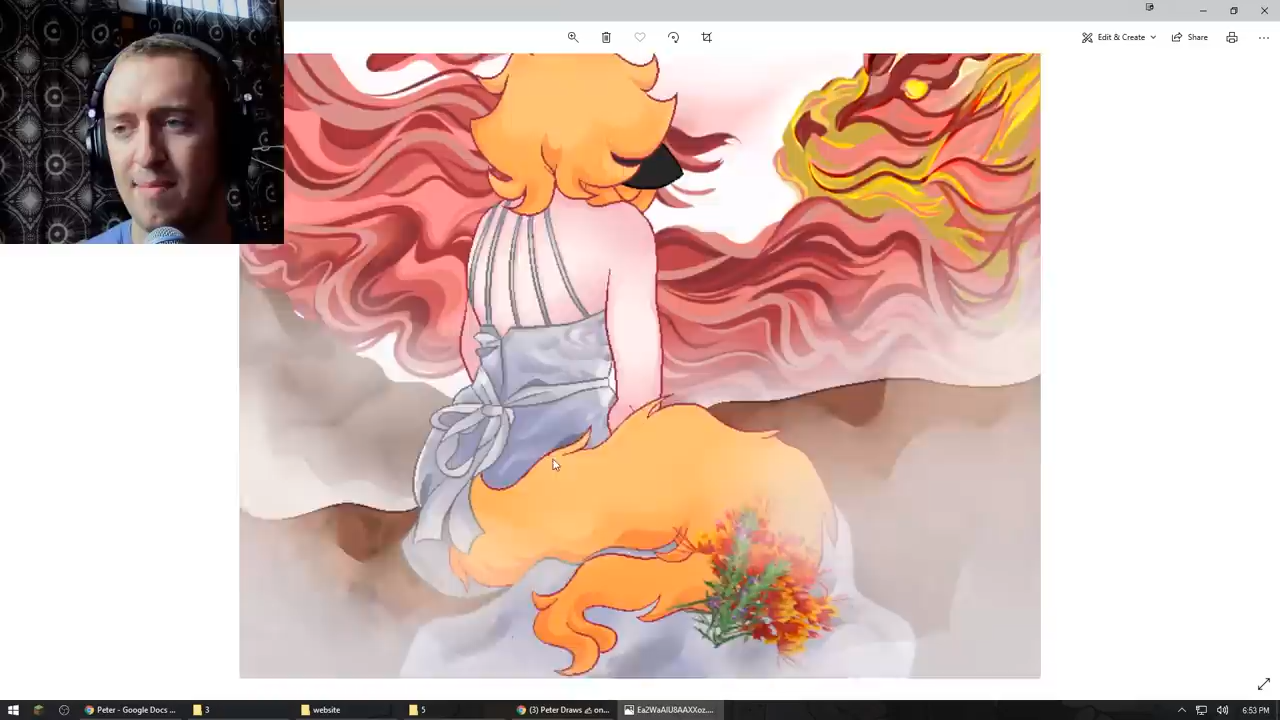 Edit & Create
Share
Peter - Google Docs ...
3
website
5
(3) Peter Draws ✍ on...
Ea2WaAiU8AAXXoz....
6:53 PM